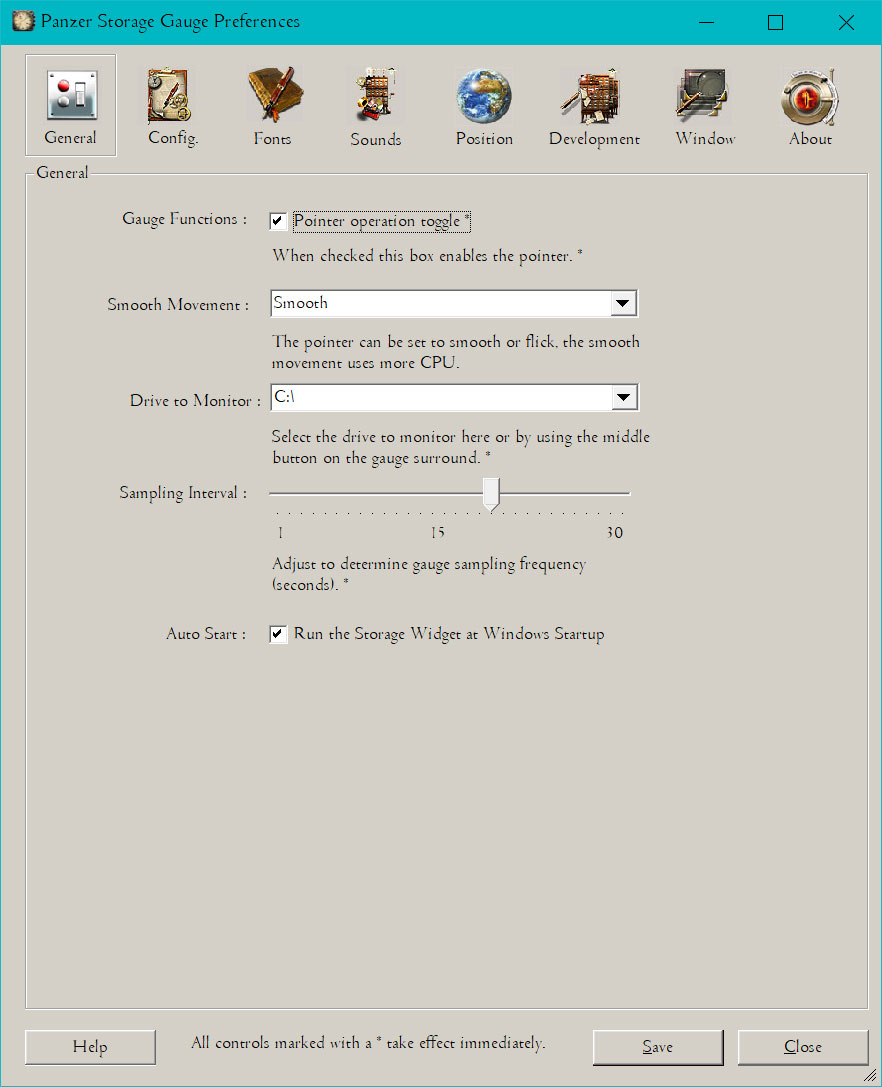 Panzer Storage Gauge Preferences
General
Config.
Fonts
Sounds
Position
Development
Window
About
General
Gauge Functions :
Pointer operation toggle *
When checked this box enables the pointer. *
Smooth Movement :
Smooth
The pointer can be set to smooth or flick, the smooth
movement uses more CPU.
Drive to Monitor :
C:\
Select the drive to monitor here or by using the middle
button on the gauge surround. *
Sampling Interval :
1 15 30
Adjust to determine gauge sampling frequency
(seconds). *
Auto Start :
Run the Storage Widget at Windows Startup
Help
All controls marked with a * take effect immediately.
Save
Close